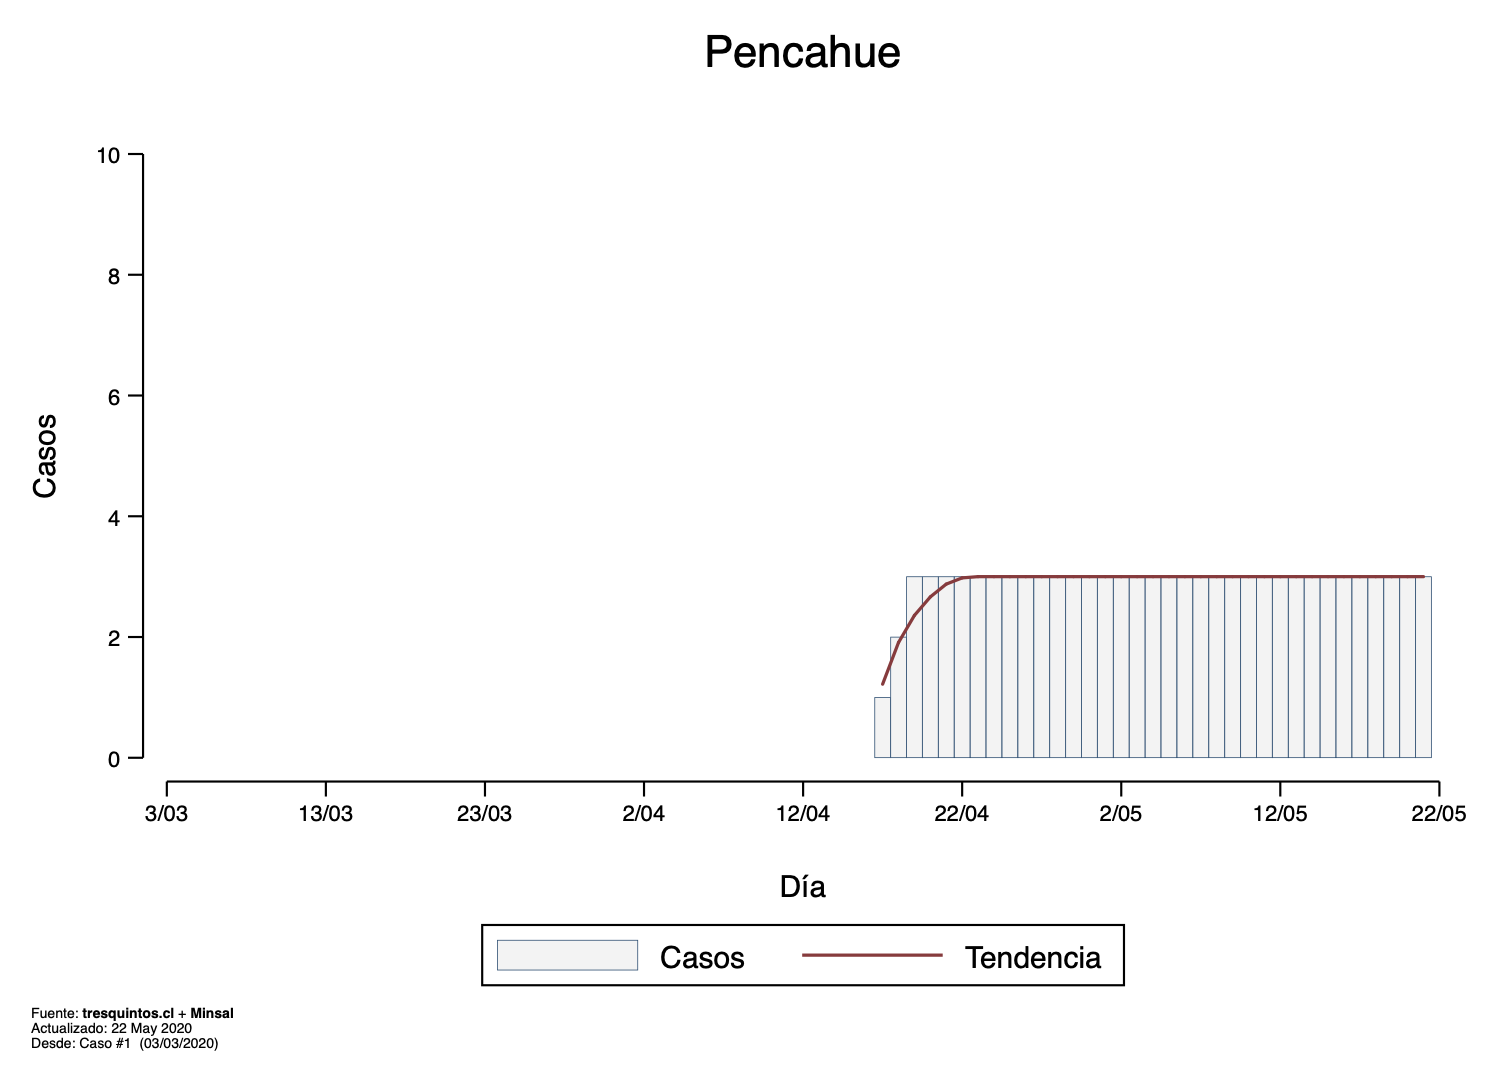 Pencahue
10
8
6
4
2
0
Casos
3/03 13/03 23/03 2/04 12/04 22/04 2/05 12/05 22/05
Día
Casos Tendencia
Fuente: tresquintos.cl + Minsal
Actualizado: 22 May 2020
Desde: Caso #1 (03/03/2020)